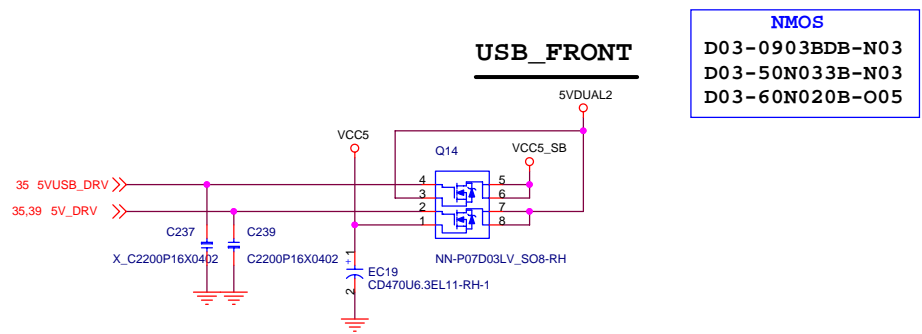 NMOS
D03-0903BDB-N03
D03-50N033B-N03
D03-60N020B-O05
USB_FRONT
5VDUAL2
VCC5
Q14
VCC5_SB
35 5VUSB_DRV
4 5
3 6
35,39 5V_DRV
2 7
1 8
C237 C239
X_C2200P16X0402 C2200P16X0402
NN-P07D03LV_SO8-RH
1
+
EC19
CD470U6.3EL11-RH-1
2